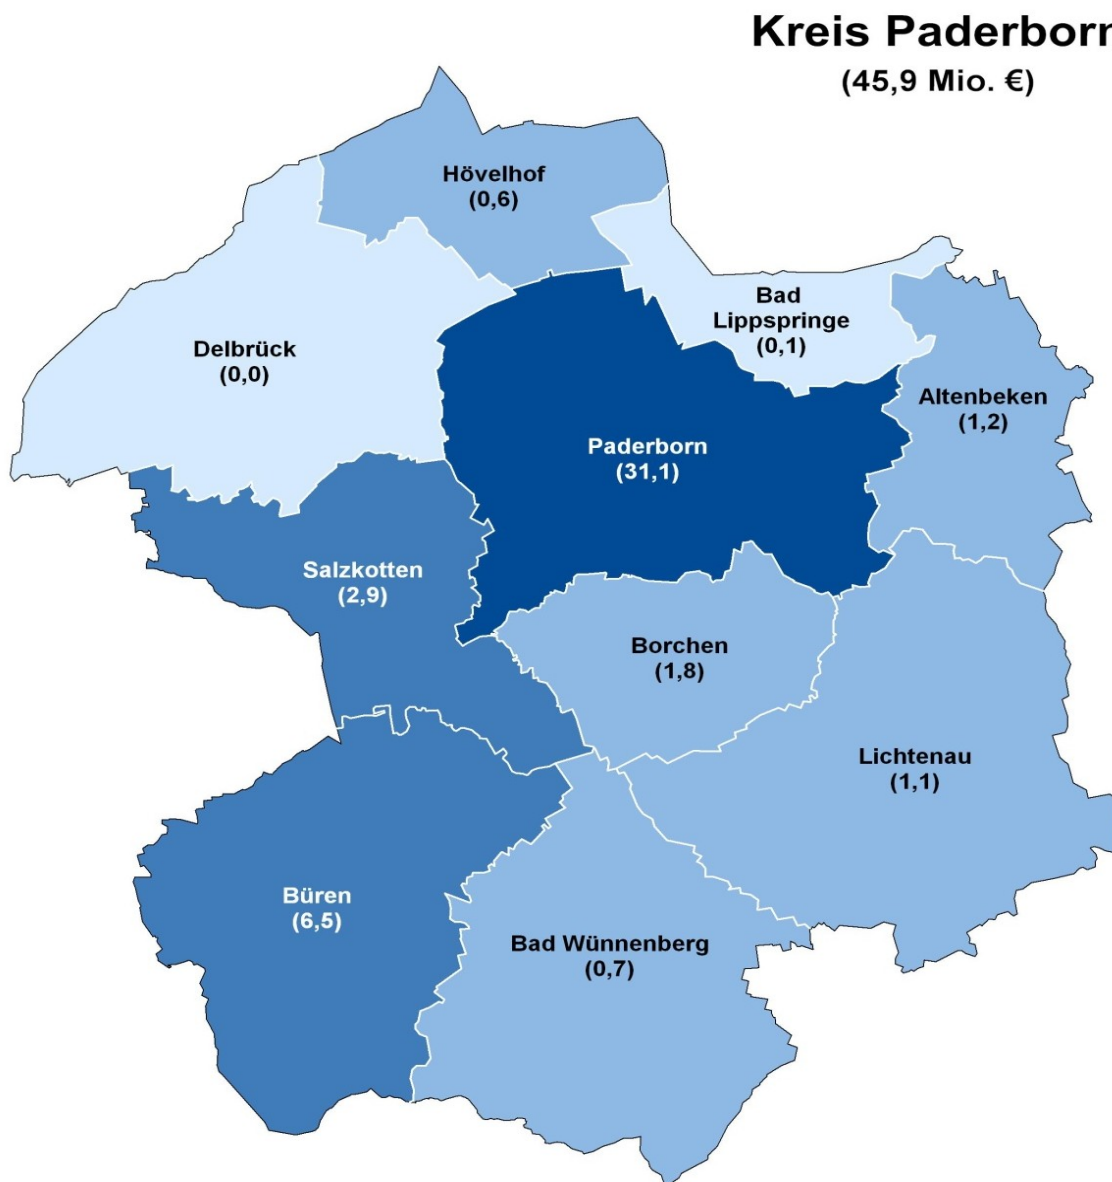 Kreis Paderborn
(45,9 Mio. €)
Hövelhof
(0,6)
Bad
Lippspringe
(0,1)
Delbrück
(0,0)
Altenbeken
(1,2)
Paderborn
(31,1)
Salzkotten
(2,9)
Borchen
(1,8)
Lichtenau
(1,1)
Büren
(6,5)
Bad Wünnenberg
(0,7)